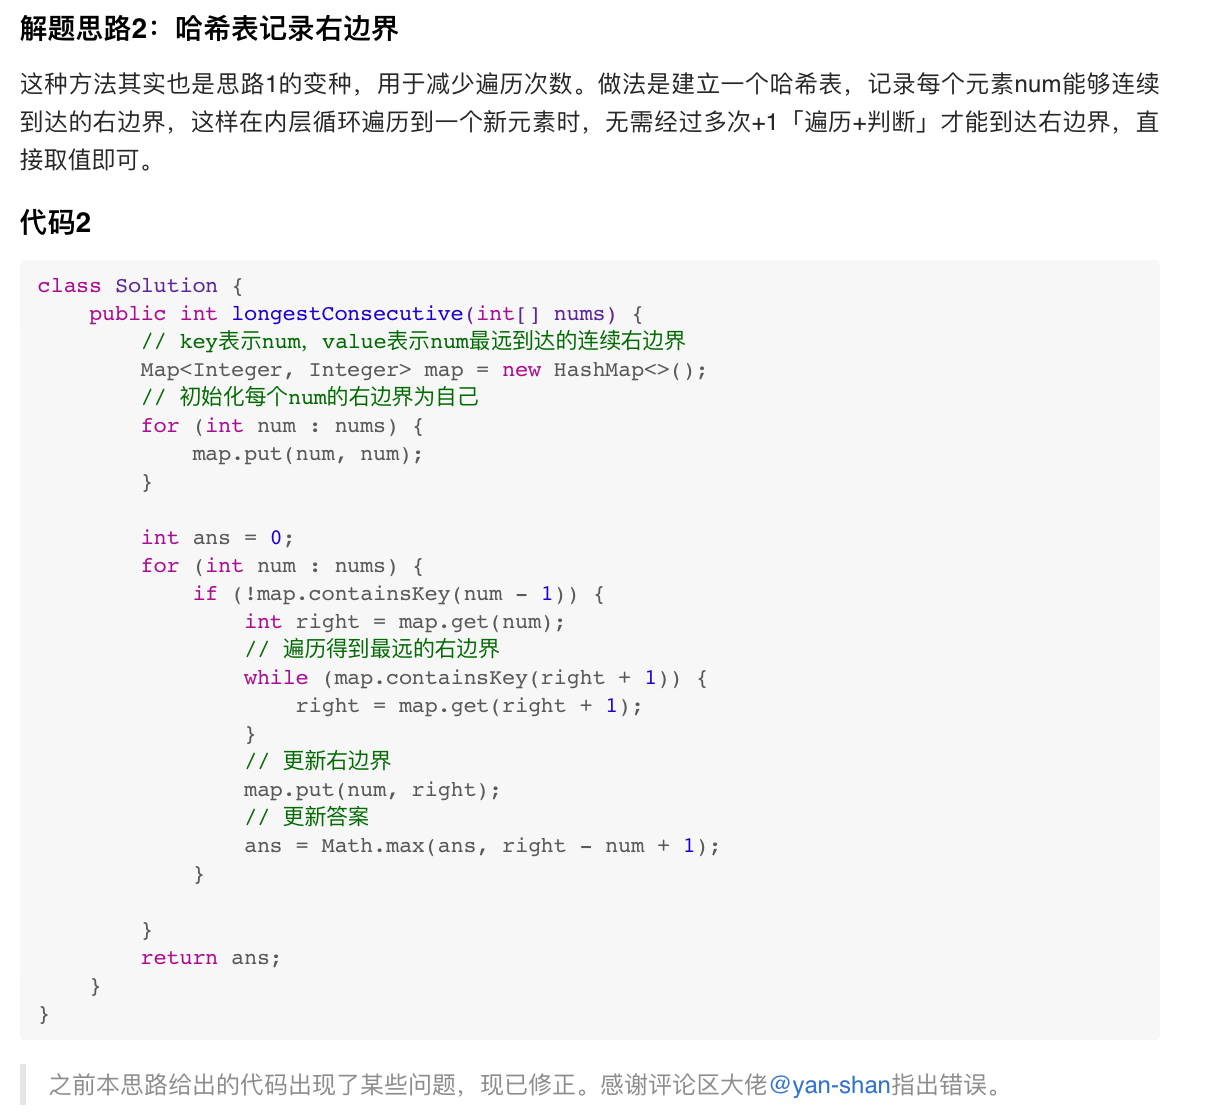 解题思路2：哈希表记录右边界
这种方法其实也是思路1的变种，用于减少遍历次数。做法是建立一个哈希表，记录每个元素num能够连续
到达的右边界，这样在内层循环遍历到一个新元素时，无需经过多次+1「遍历+判断」才能到达右边界，直
接取值即可。
代码2
class Solution {
    public int longestConsecutive(int[] nums) {
        // key表示num，value表示num最远到达的连续右边界
        Map<Integer, Integer> map = new HashMap<>();
        // 初始化每个num的右边界为自己
        for (int num : nums) {
            map.put(num, num);
        }

        int ans = 0;
        for (int num : nums) {
            if (!map.containsKey(num - 1)) {
                int right = map.get(num);
                // 遍历得到最远的右边界
                while (map.containsKey(right + 1)) {
                    right = map.get(right + 1);
                }
                // 更新右边界
                map.put(num, right);
                // 更新答案
                ans = Math.max(ans, right - num + 1);
            }

        }
        return ans;
    }
}
之前本思路给出的代码出现了某些问题，现已修正。感谢评论区大佬@yan-shan指出错误。